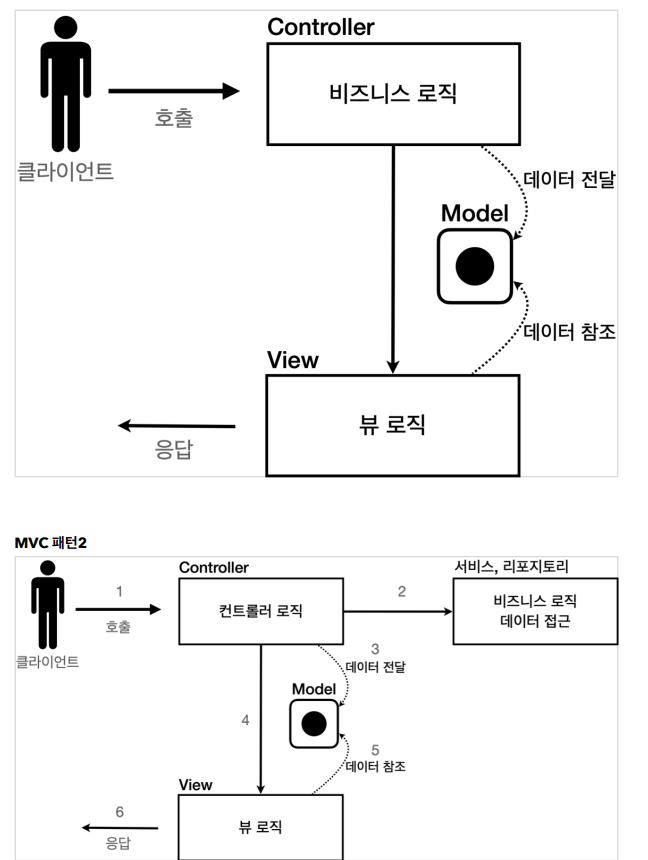 Controller
비즈니스 로직
호출
클라이언트
데이터 전달
Model
데이터 참조
View
뷰 로직
응답
MVC 패턴2
Controller
서비스, 리포지토리
1
호출
컨트롤러 로직
2
비즈니스 로직
데이터 접근
클라이언트
3
데이터 전달
Model
4
5
데이터 참조
View
6
뷰 로직
응답